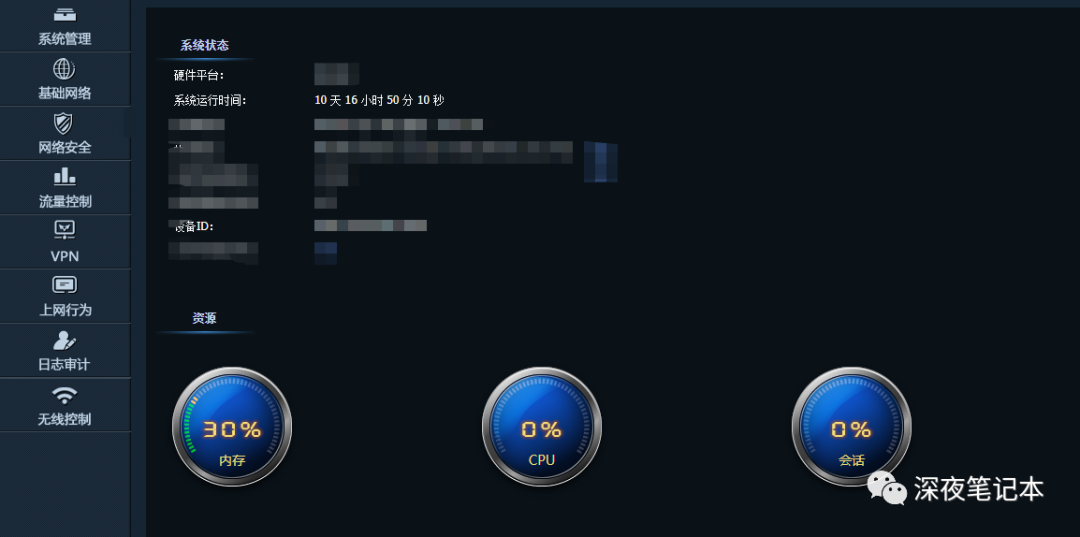 系统管理
基础网络
网络安全
流量控制
VPN
上网行为
日志审计
无线控制
系统状态
硬件平台:
系统运行时间: 10 天 16 小时 50 分 10 秒
设备ID:
资源
30%
内存
0%
CPU
0%
会话
深夜笔记本